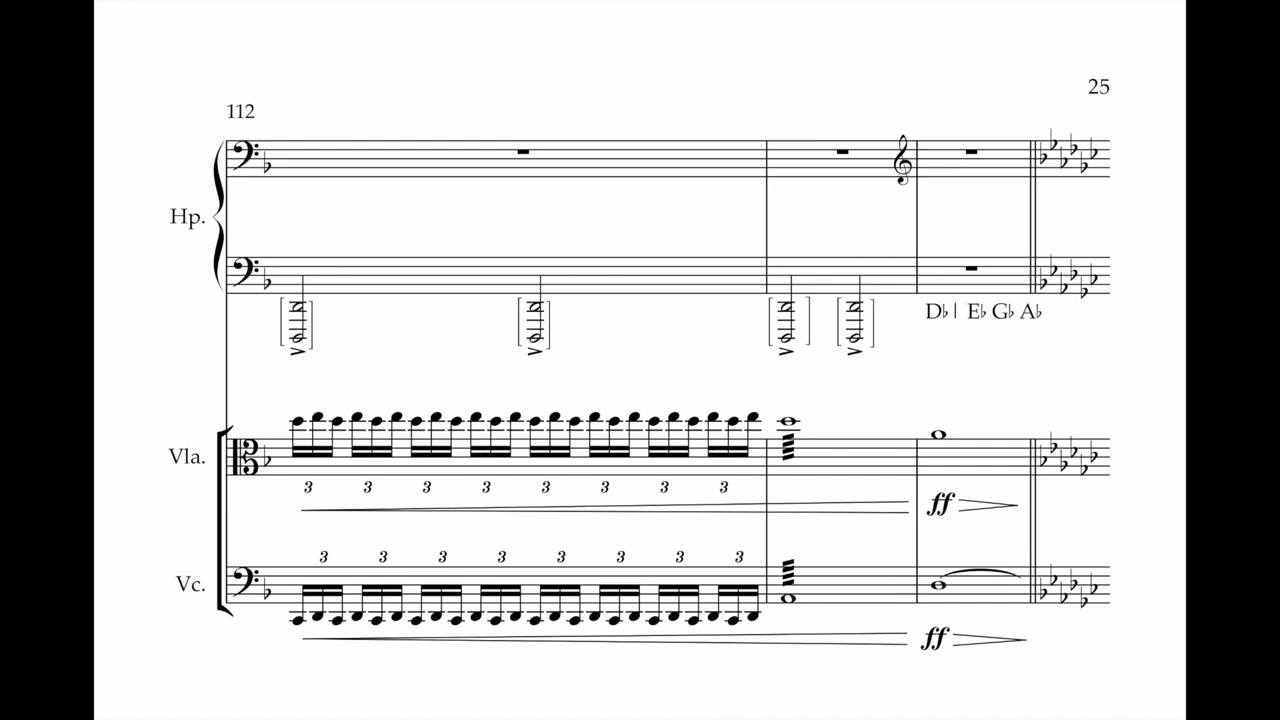 25
112
Hp.
D♭| E♭ G♭ A♭
Vla.
3 3 3 3 3 3 3 3
ff
3 3 3 3 3 3 3 3
Vc.
ff